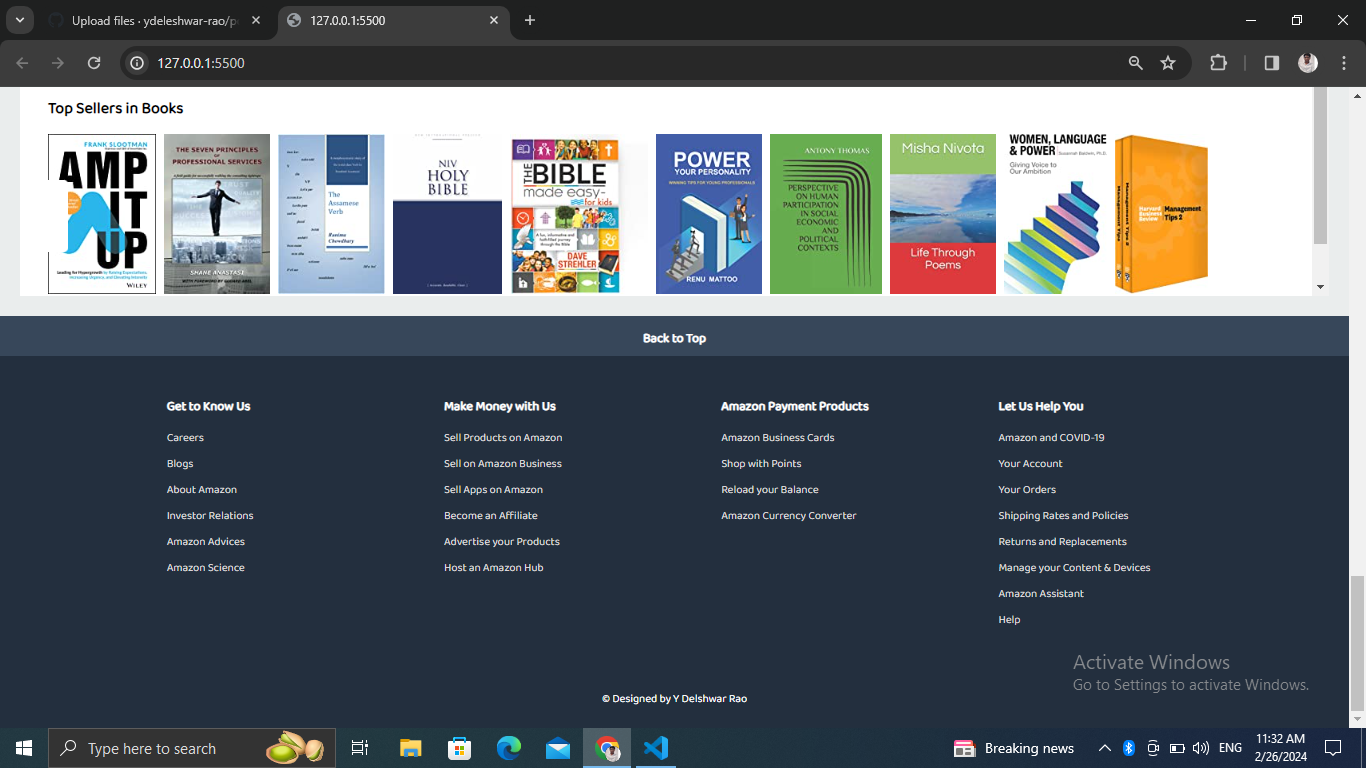 Upload files · ydeleshwar-rao/p
127.0.0.1:5500
127.0.0.1:5500
Top Sellers in Books
FRANK SLOOTMAN
AMP
IT
UP
Leading for Hypergrowth by Raising Expectations,
Increasing Urgency, and Elevating Intensity
WILEY
THE SEVEN PRINCIPLES
OF PROFESSIONAL SERVICES
SHANE ANASTASI
The
Assamese
Verb
Runima
Chowdhary
NIV
HOLY
BIBLE
THE
BIBLE
made easy-
for kids
DAVE
STREHLER
POWER
YOUR PERSONALITY
WINNING TIPS FOR YOUNG PROFESSIONALS
RENU MATTOO
ANTONY THOMAS
PERSPECTIVE
ON HUMAN
PARTICIPATION
IN SOCIAL
ECONOMIC
AND
POLITICAL
CONTEXTS
Misha Nivota
Life Through
Poems
WOMEN, LANGUAGE
& POWER
Giving Voice to
Our Ambition
Harvard
Business
Review
Management
Tips 2
Back to Top
Get to Know Us
Careers
Blogs
About Amazon
Investor Relations
Amazon Advices
Amazon Science
Make Money with Us
Sell Products on Amazon
Sell on Amazon Business
Sell Apps on Amazon
Become an Affiliate
Advertise your Products
Host an Amazon Hub
Amazon Payment Products
Amazon Business Cards
Shop with Points
Reload your Balance
Amazon Currency Converter
Let Us Help You
Amazon and COVID-19
Your Account
Your Orders
Shipping Rates and Policies
Returns and Replacements
Manage your Content & Devices
Amazon Assistant
Help
Activate Windows
Go to Settings to activate Windows.
© Designed by Y Delshwar Rao
Type here to search
Breaking news
ENG
11:32 AM
2/26/2024